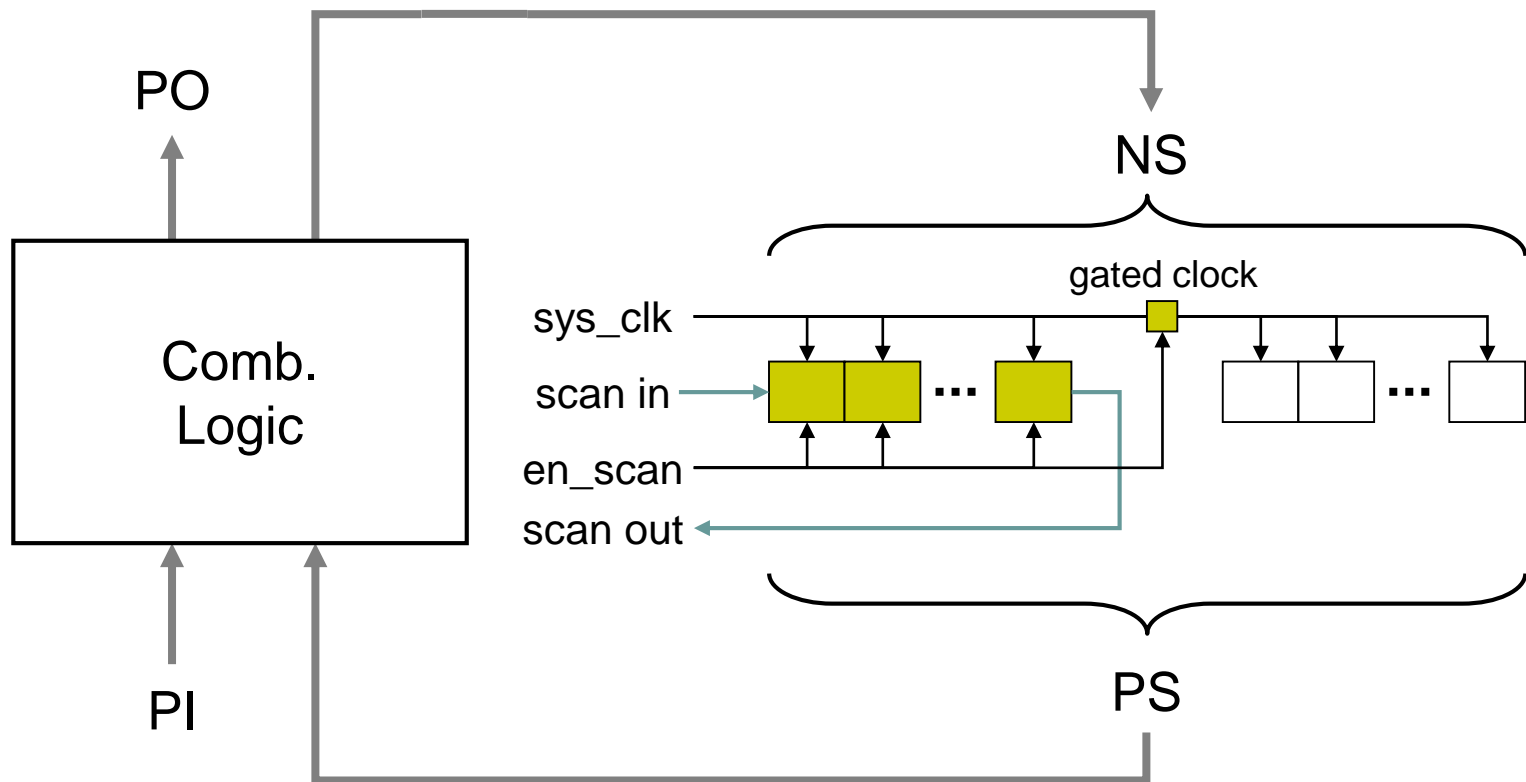 PO
NS
gated clock
sys_clk
Comb.
Logic
scan in
...
...
en_scan
scan out
PI
PS